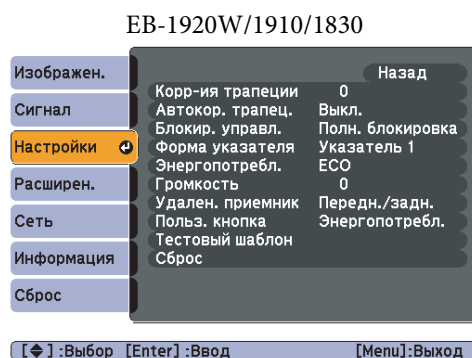 EB-1920W/1910/1830
Изображен.
Сигнал
Настройки
Расширен.
Сеть
Информация
Сброс
Назад
Корр-ия трапеции 0
Автокор. трапец. Выкл.
Блокир. управл. Полн. блокировка
Форма указателя Указатель 1
Энергопотребл. ECO
Громкость 0
Удален. приемник Передн./задн.
Польз. кнопка Энергопотребл.
Тестовый шаблон
Сброс
[◆] :Выбор [Enter] :Ввод [Menu]:Выход